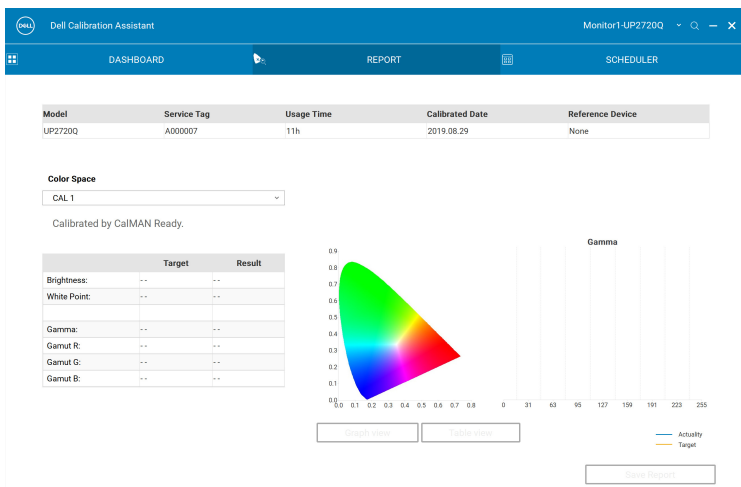 DELL
Dell Calibration Assistant
Monitor1-UP2720Q
DASHBOARD
REPORT
SCHEDULER
Model Service Tag Usage Time Calibrated Date Reference Device
UP2720Q A000007 11h 2019.08.29 None
Color Space
CAL 1
Calibrated by CalMAN Ready.
Target Result
Brightness: -- --
White Point: -- --
Gamma: -- --
Gamut R: -- --
Gamut G: -- --
Gamut B: -- --
0.9
0.8
0.7
0.6
0.5
0.4
0.3
0.2
0.1
0.0
0.0 0.1 0.2 0.3 0.4 0.5 0.6 0.7 0.8
Gamma
0 31 63 95 127 159 191 223 255
Graph view
Table view
Actuality
Target
Save Report